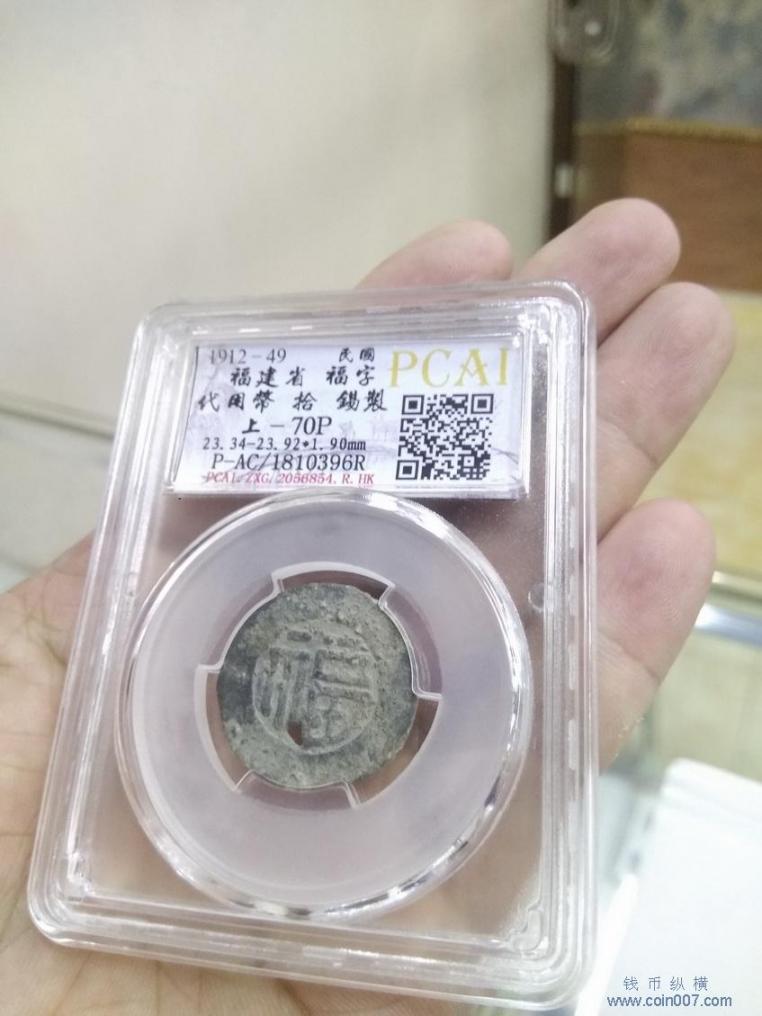 1912-49 民國
PCAI
福建省 福字
代用幣 拾 錫製
上-70P
23.34-23.92*1.90mm
P-AC/1810396R
PCAI.ZXG.2056854.R.HK
福
钱币纵横
www.coin007.com